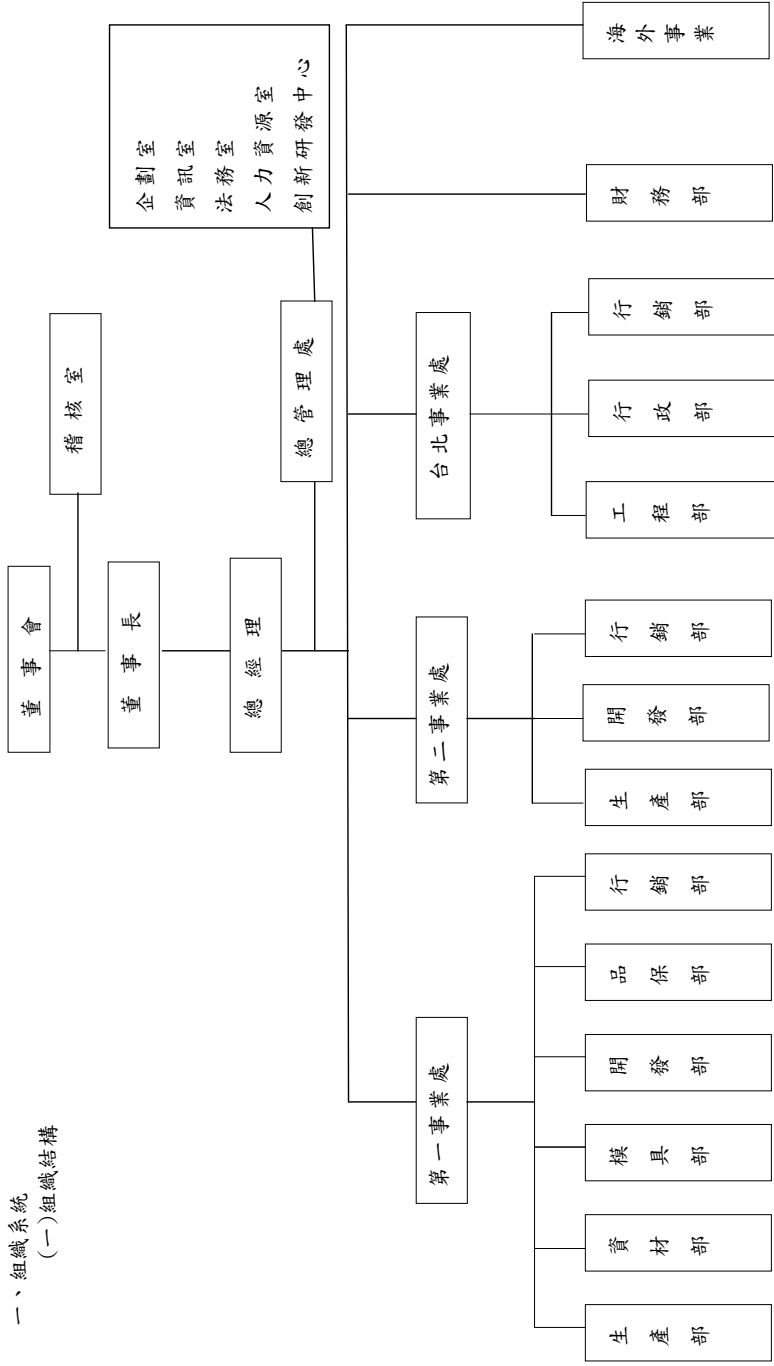 一、組織系統
(一)組織結構
董事會
稽核室
董事長
總經理
總管理處
企劃室
資訊室
法務室
人力資源室
創新研發中心
第一事業處
第二事業處
台北事業處
生產部
資材部
模具部
開發部
品保部
行銷部
生產部
開發部
行銷部
工程部
行政部
行銷部
財務部
海外事業